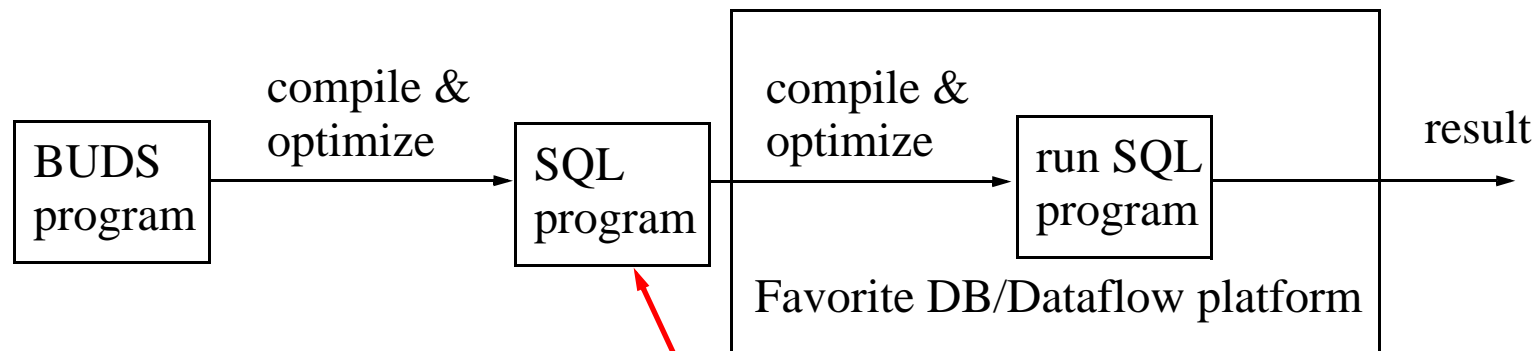 BUDS
program
compile &
optimize
SQL
program
compile &
optimize
run SQL
program
Favorite DB/Dataflow platform
result